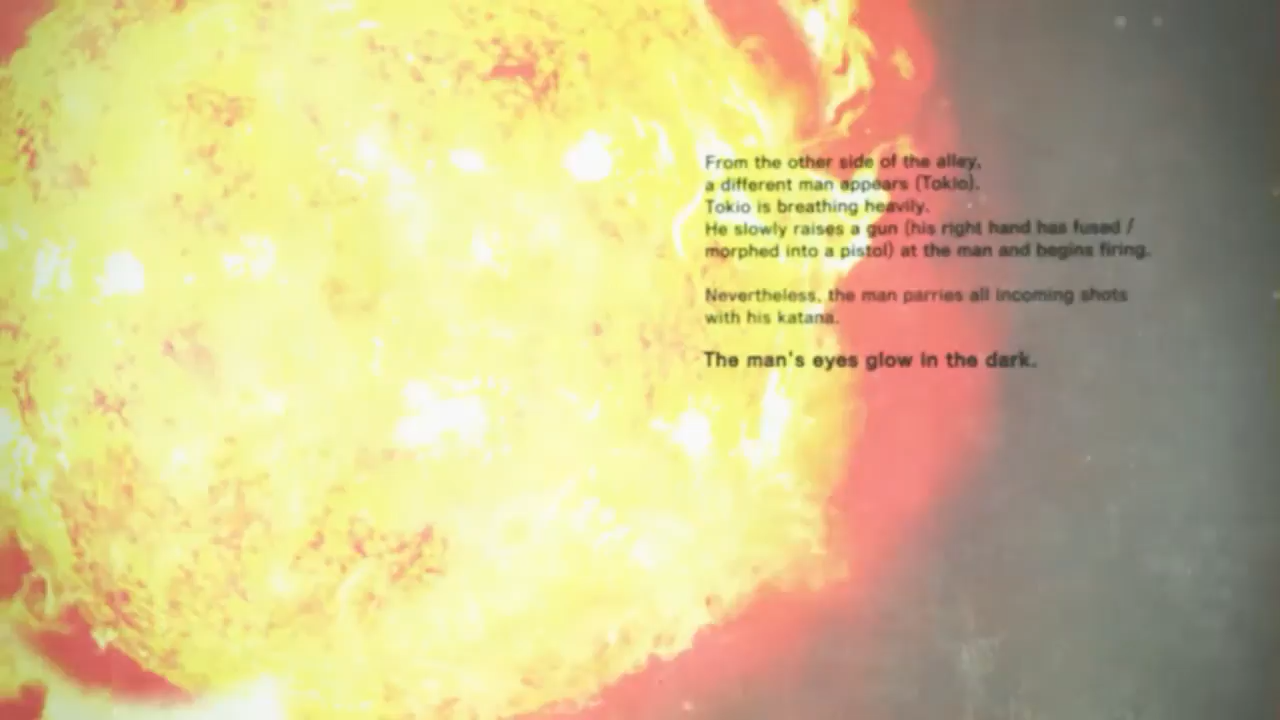 From the other side of the alley,
a different man appears (Tokio).
Tokio is breathing heavily.
He slowly raises a gun (his right hand has fused /
morphed into a pistol) at the man and begins firing.
Nevertheless, the man parries all incoming shots
with his katana.
The man's eyes glow in the dark.